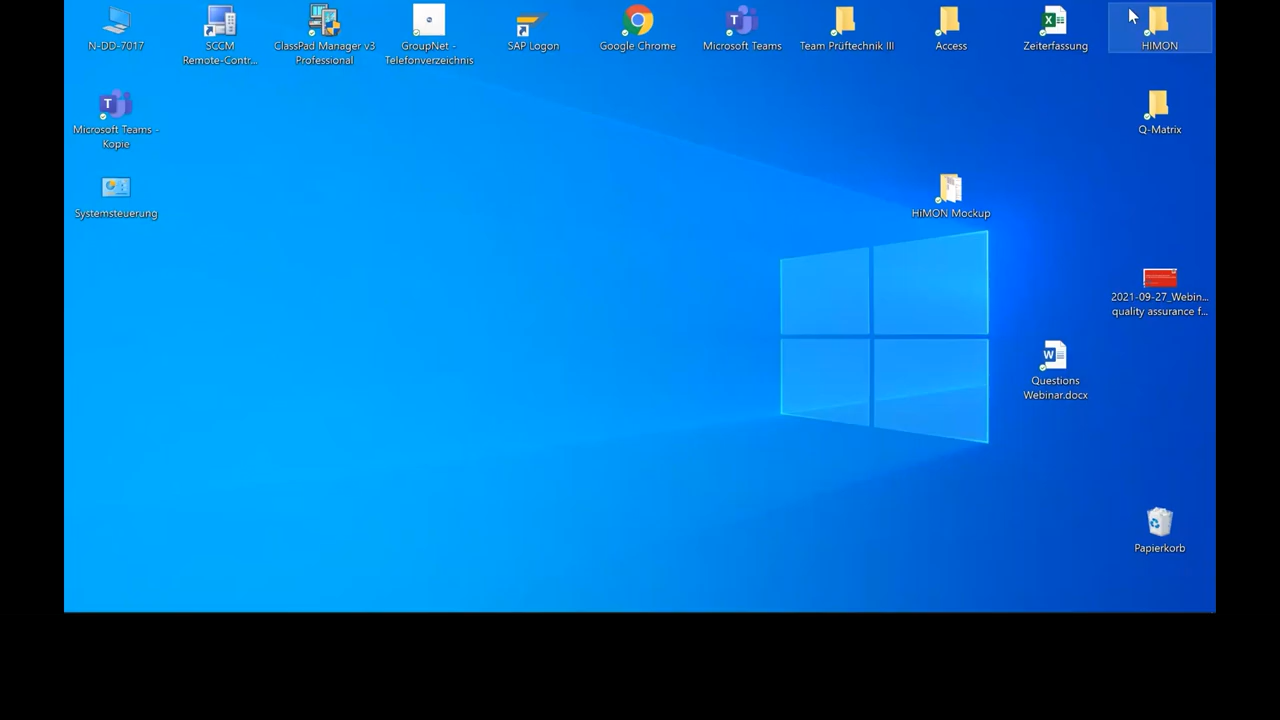 N-DD-7017
SCCM
Remote-Contr...
ClassPad Manager v3
Professional
GroupNet -
Telefonverzeichnis
SAP Logon
Google Chrome
Microsoft Teams
Team Prüftechnik III
Access
Zeiterfassung
HIMON
Microsoft Teams -
Kopie
Q-Matrix
Systemsteuerung
HiMON Mockup
2021-09-27_Webin...
quality assurance f...
Questions
Webinar.docx
Papierkorb